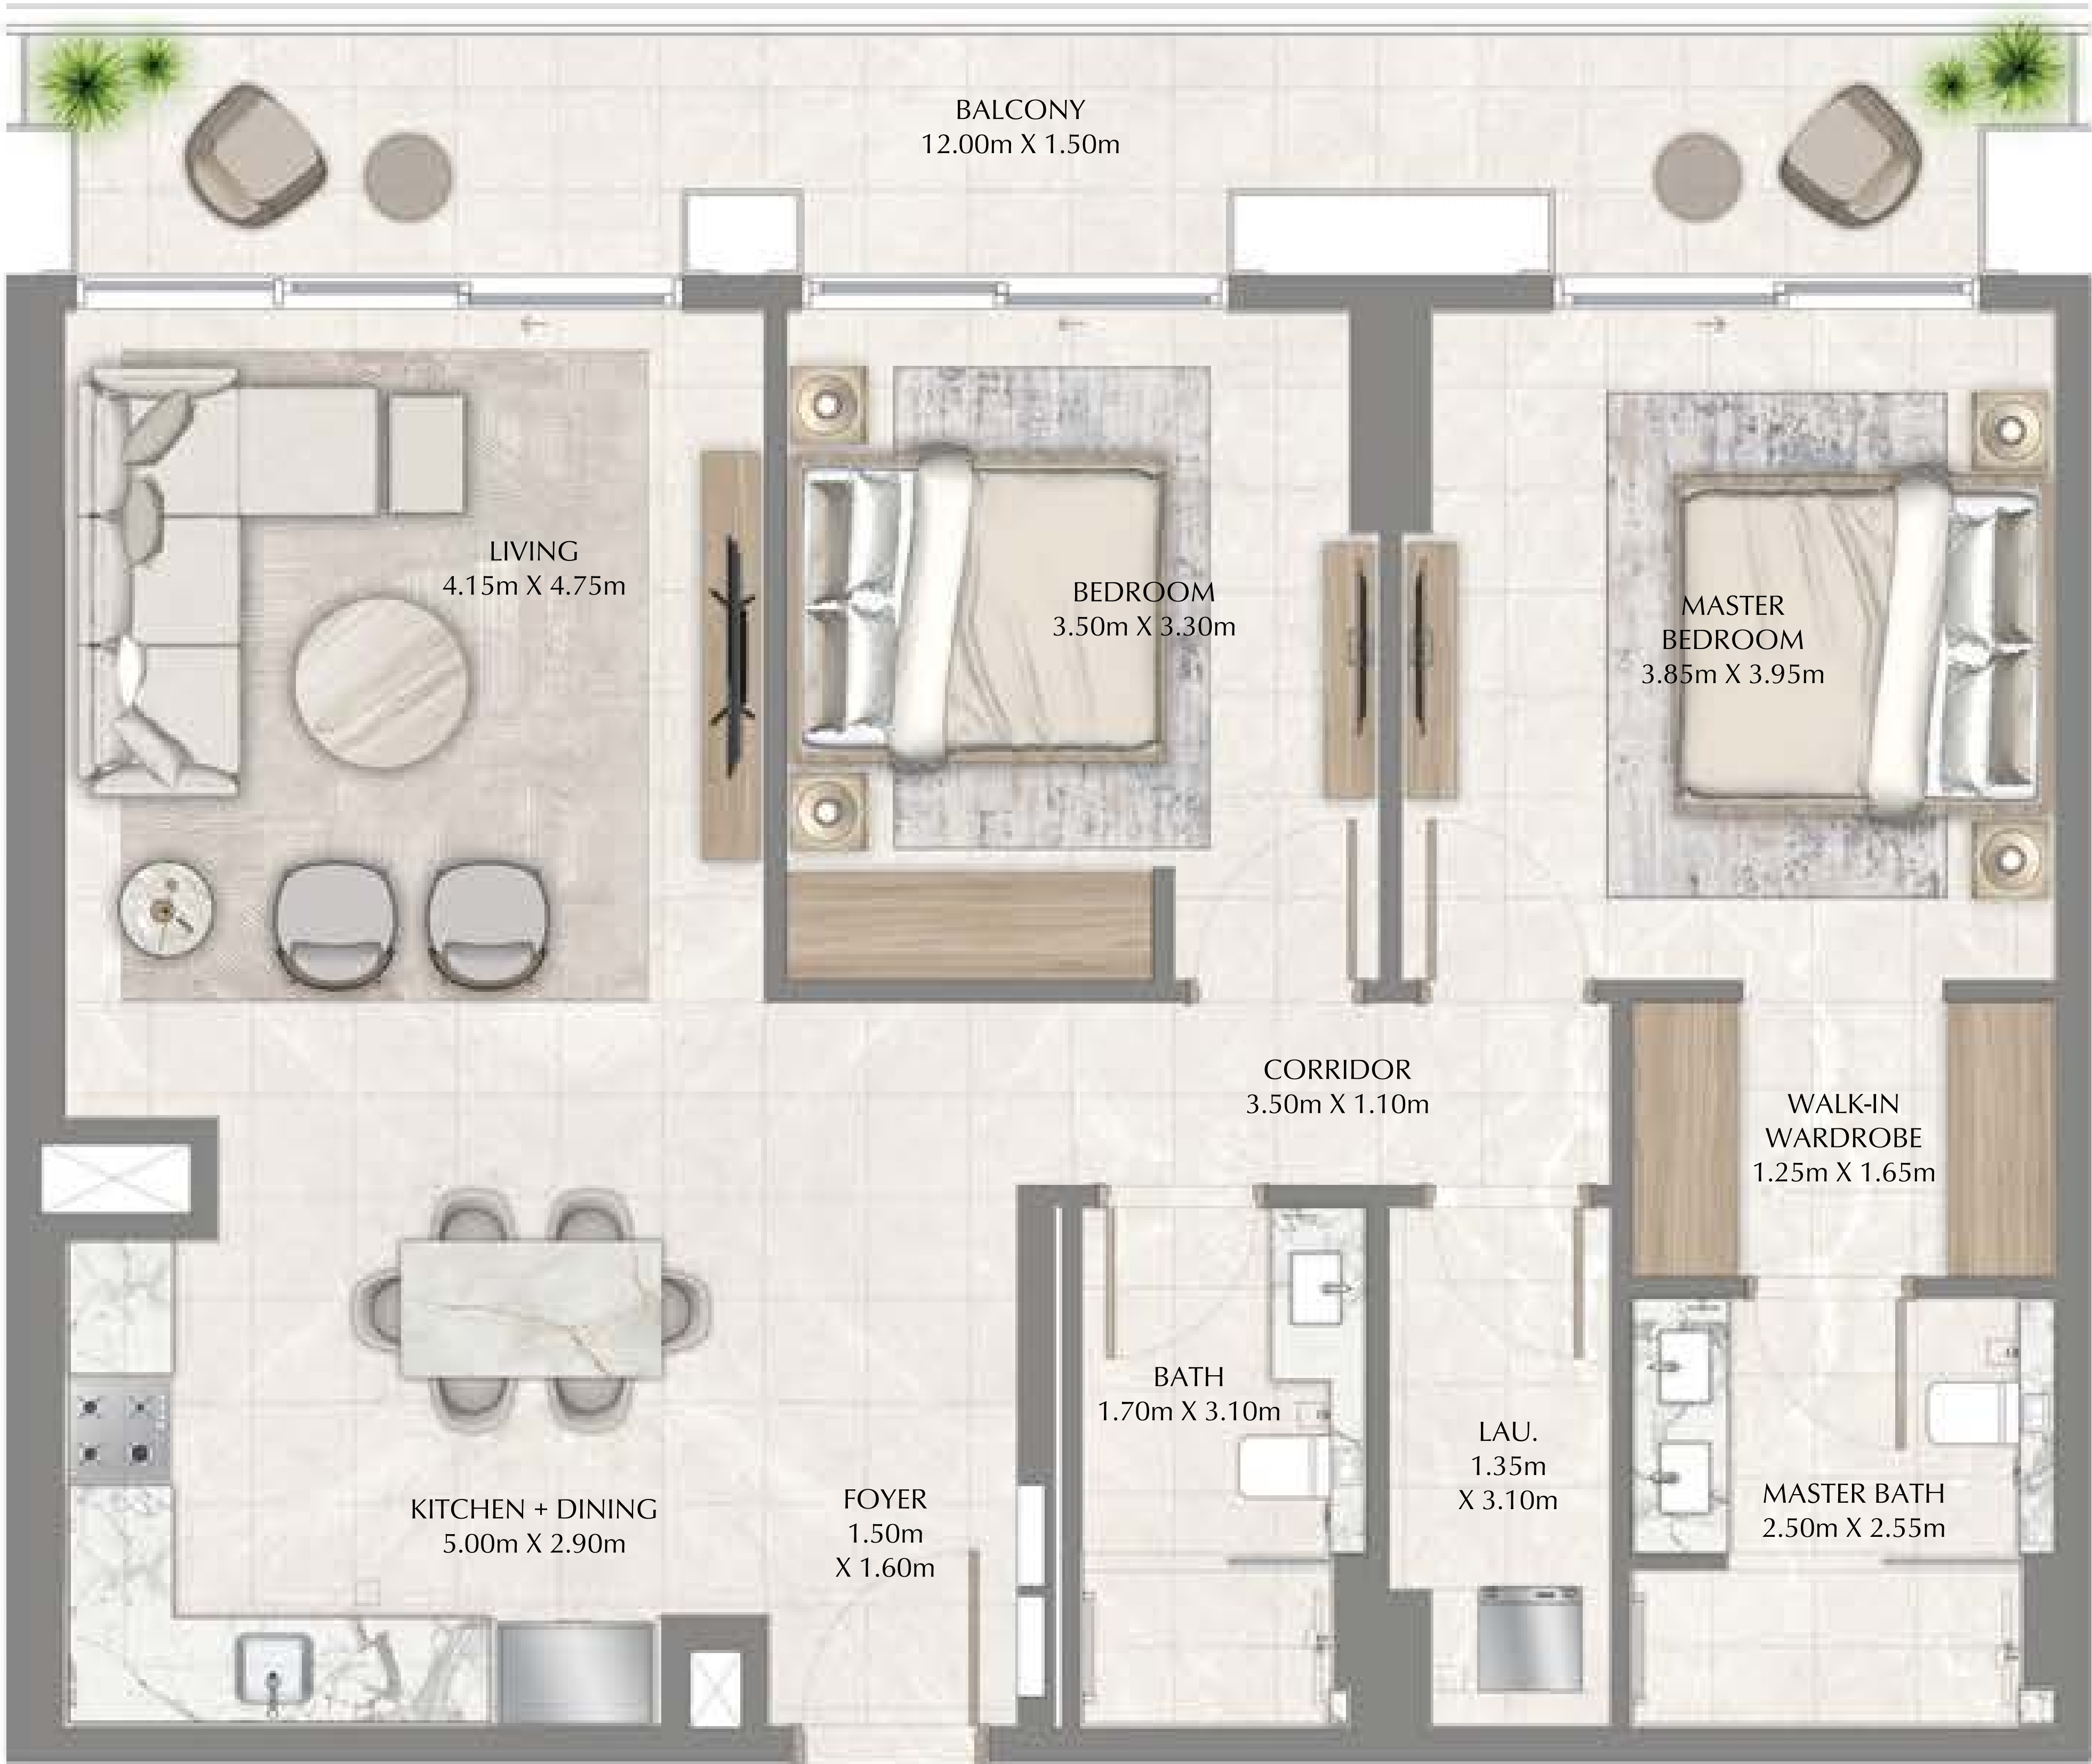 BALCONY
12.00m X 1.50m
LIVING
4.15m X 4.75m
BEDROOM
3.50m X 3.30m
MASTER
BEDROOM
3.85m X 3.95m
CORRIDOR
3.50m X 1.10m
WALK-IN
WARDROBE
1.25m X 1.65m
KITCHEN + DINING
5.00m X 2.90m
FOYER
1.50m
X 1.60m
BATH
1.70m X 3.10m
LAU.
1.35m
X 3.10m
MASTER BATH
2.50m X 2.55m